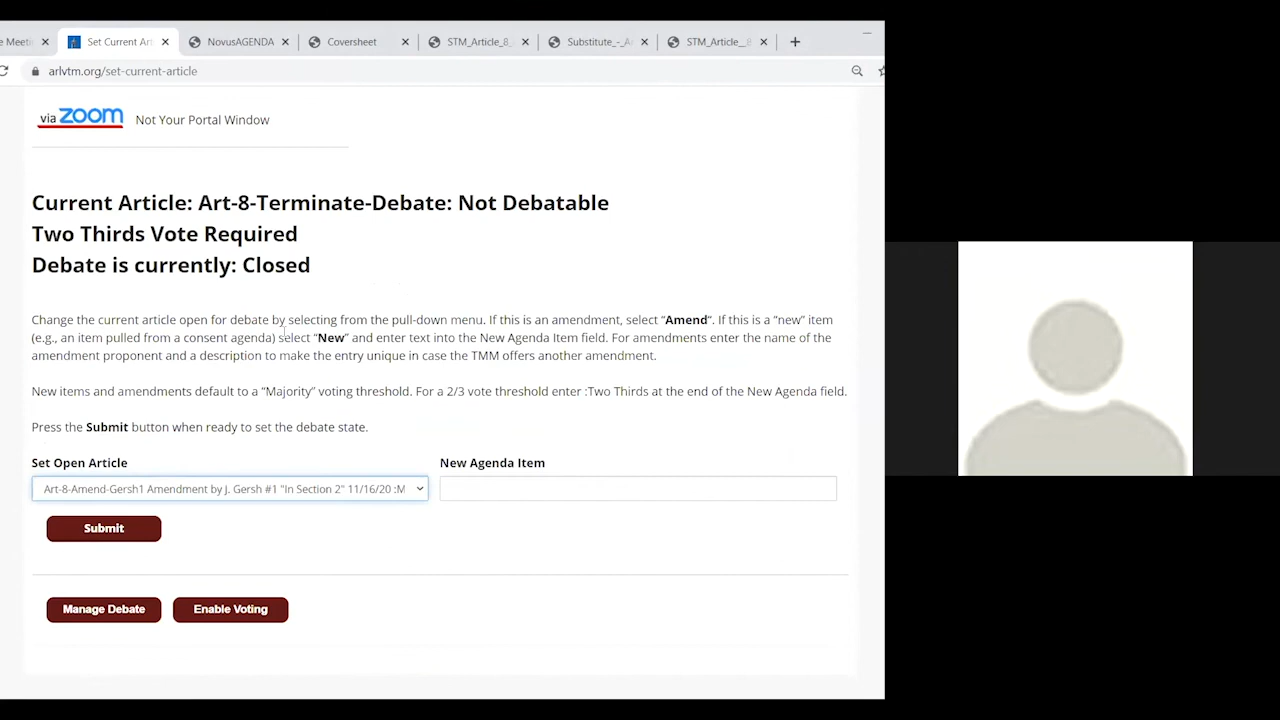 e Meeti
Set Current Art
NovusAGENDA
Coversheet
STM_Article_8_
Substitute_-_A
STM_Article__8
arlvtm.org/set-current-article
via zoom Not Your Portal Window
Current Article: Art-8-Terminate-Debate: Not Debatable
Two Thirds Vote Required
Debate is currently: Closed
Change the current article open for debate by selecting from the pull-down menu. If this is an amendment, select “Amend”. If this is a “new” item
(e.g., an item pulled from a consent agenda) select “New” and enter text into the New Agenda Item field. For amendments enter the name of the
amendment proponent and a description to make the entry unique in case the TMM offers another amendment.
New items and amendments default to a “Majority” voting threshold. For a 2/3 vote threshold enter :Two Thirds at the end of the New Agenda field.
Press the Submit button when ready to set the debate state.
Set Open Article New Agenda Item
Art-8-Amend-Gersh1 Amendment by J. Gersh #1 "In Section 2" 11/16/20 :M
Submit
Manage Debate Enable Voting